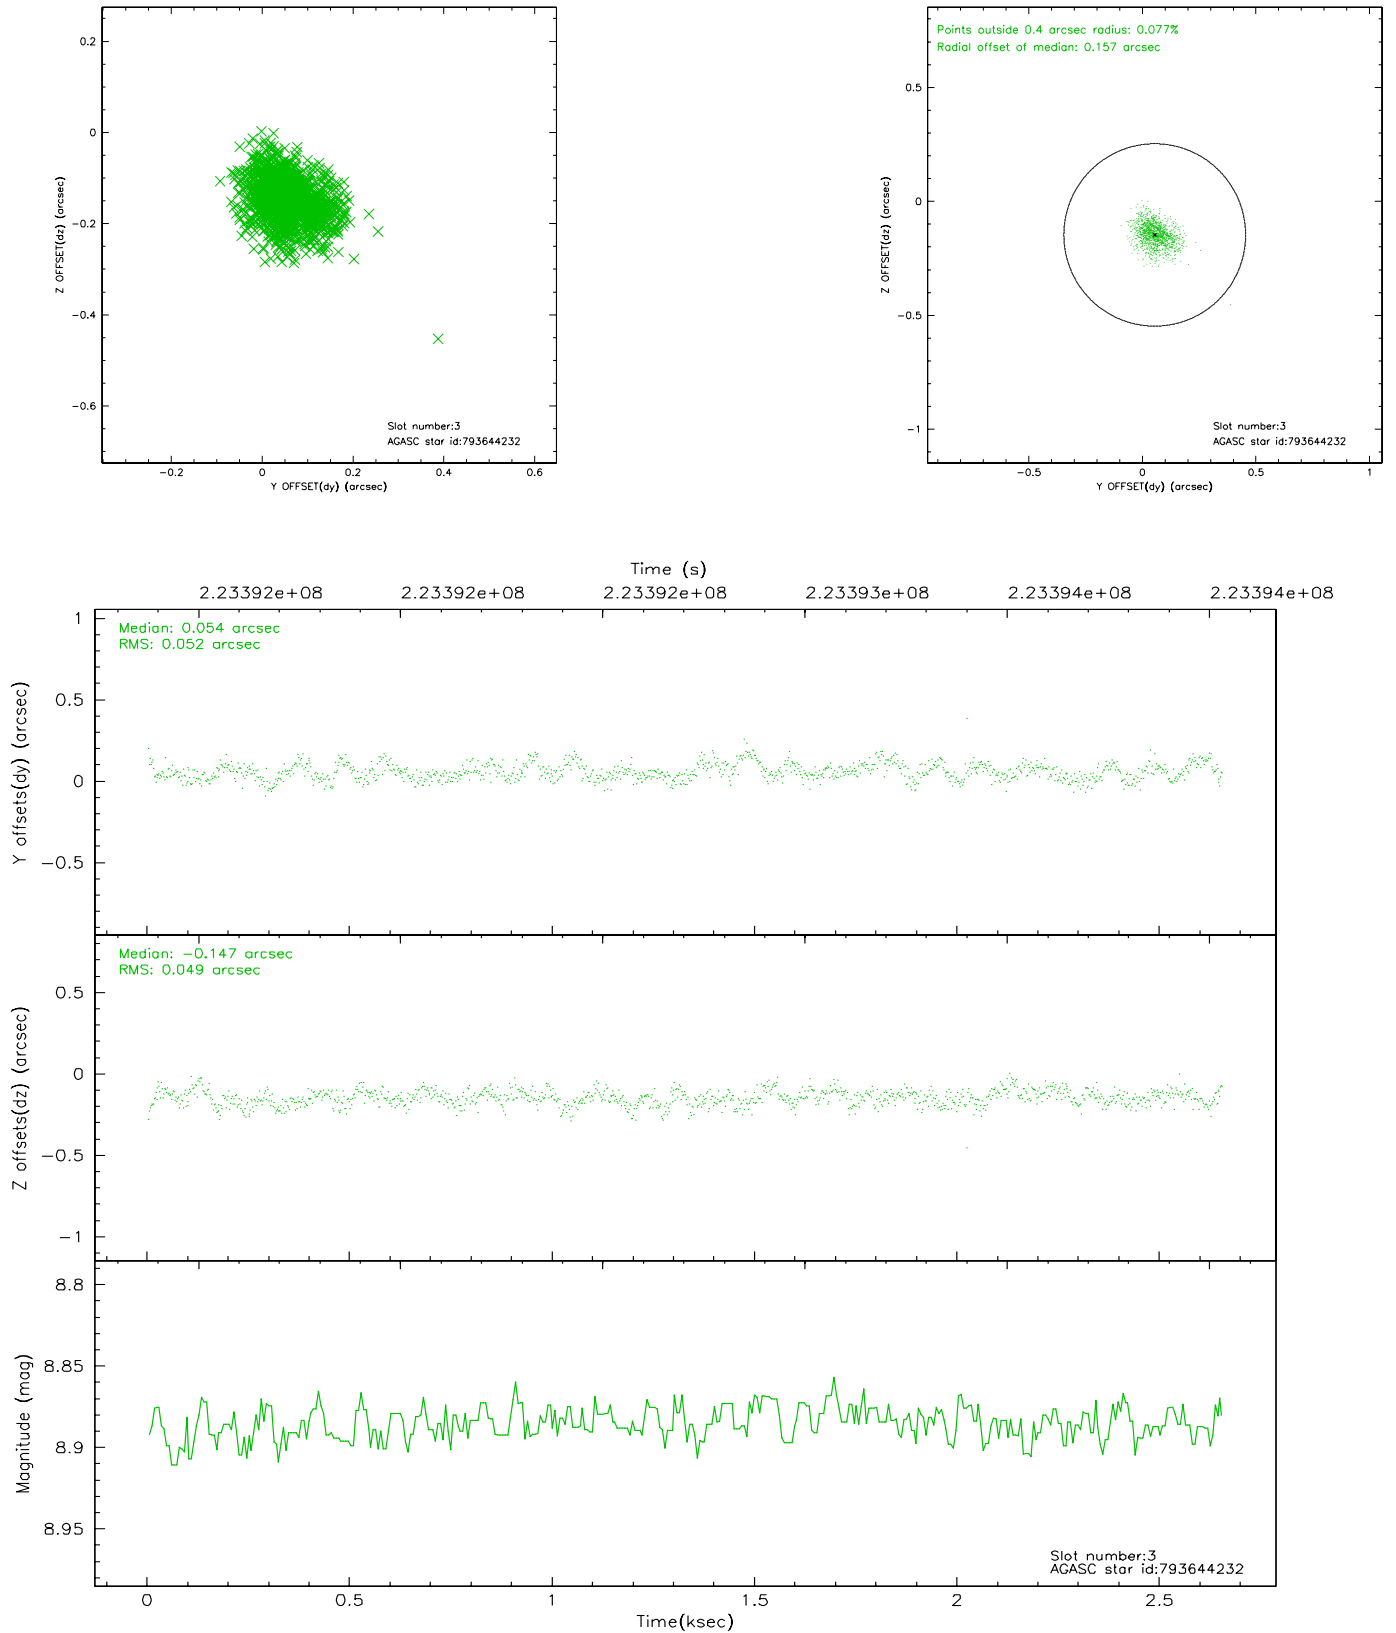 0.2
0
−0.2
−0.4
−0.6
Z OFFSET(dz) (arcsec)
Slot number:3
AGASC star id:793644232
−0.2 0 0.2 0.4 0.6
Y OFFSET(dy) (arcsec)
Points outside 0.4 arcsec radius: 0.077%
Radial offset of median: 0.157 arcsec
0.5
0
−0.5
−1
Z OFFSET(dz) (arcsec)
Slot number:3
AGASC star id:793644232
−0.5 0 0.5 1
Y OFFSET(dy) (arcsec)
Time (s)
2.23392e+08 2.23392e+08 2.23392e+08 2.23393e+08 2.23394e+08 2.23394e+08
Median: 0.054 arcsec
RMS: 0.052 arcsec
1
0.5
0
−0.5
Y offsets(dy) (arcsec)
Median: −0.147 arcsec
RMS: 0.049 arcsec
0.5
0
−0.5
−1
Z offsets(dz) (arcsec)
8.8
8.85
8.9
8.95
Magnitude (mag)
Slot number:3
AGASC star id:793644232
0 0.5 1 1.5 2 2.5
Time(ksec)